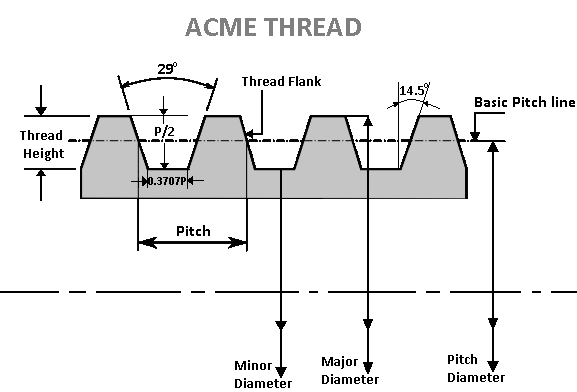 ACME THREAD
29°
Thread Flank
14.5°
Basic Pitch line
Thread
Height
P/2
0.3707P
Pitch
Minor
Diameter
Major
Diameter
Pitch
Diameter